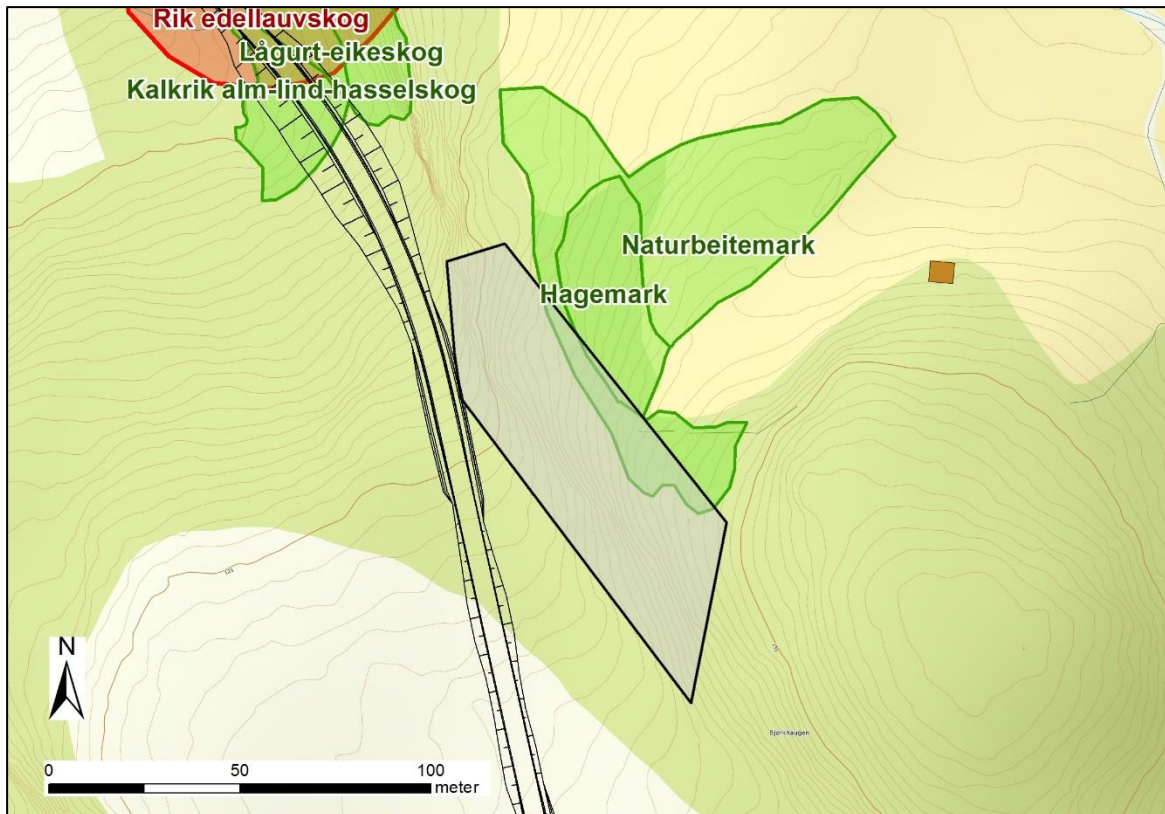 Rik edellauvskog
Lågurt-eikeskog
Kalkrik alm-lind-hasselskog
Naturbeitemark
Hagemark
N
0 50 100
meter